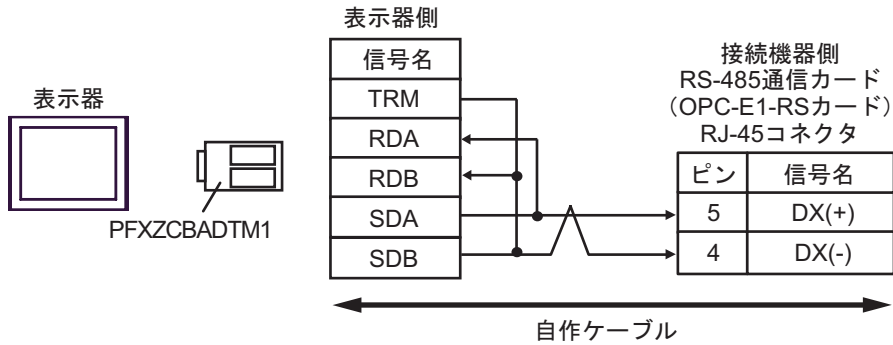 表示器
PFXZCBADTM1
表示器側
信号名
TRM
RDA
RDB
SDA
SDB
接続機器側
RS-485通信カード
（OPC-E1-RSカード）
RJ-45コネクタ
ピン 信号名
5 DX(+)
4 DX(-)
自作ケーブル